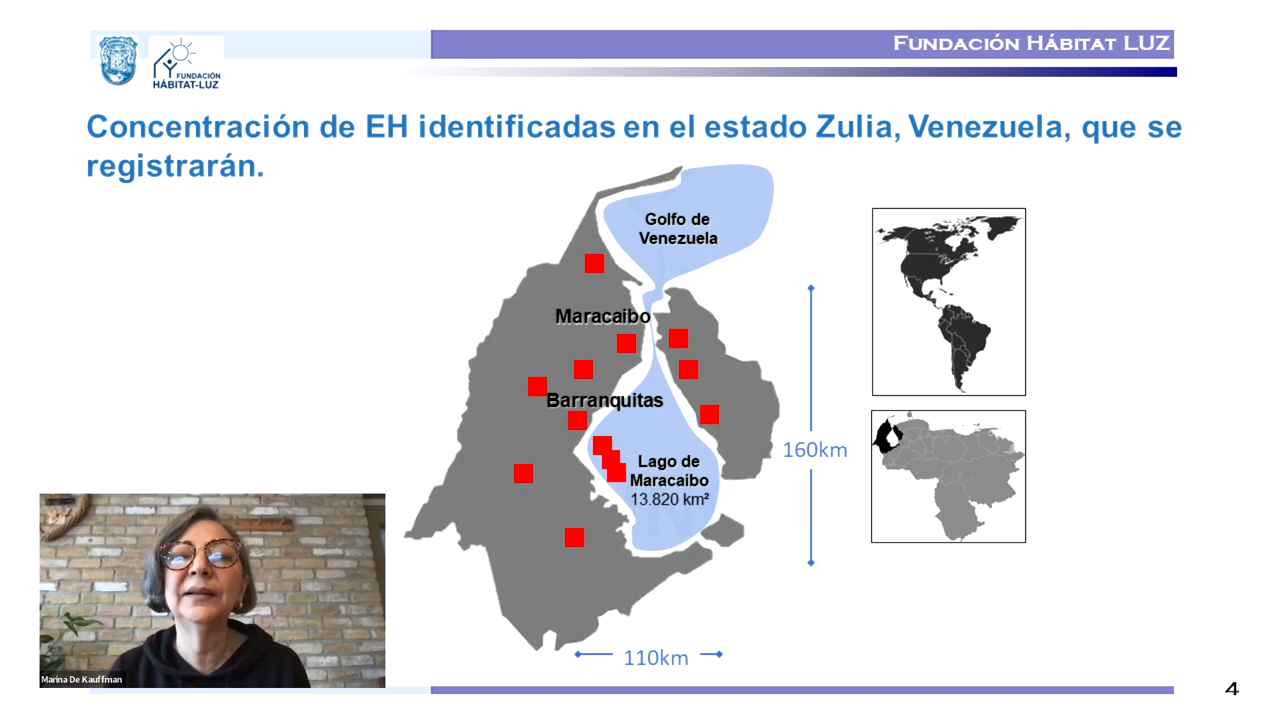 FUNDACIÓN HÁBITAT LUZ
FUNDACIÓN
HÁBITAT-LUZ
Concentración de EH identificadas en el estado Zulia, Venezuela, que se
registrarán.
Golfo de
Venezuela
Maracaibo
Barranquitas
160km
Lago de
Maracaibo
13.820 km²
110km
Marina De Kauffman
4